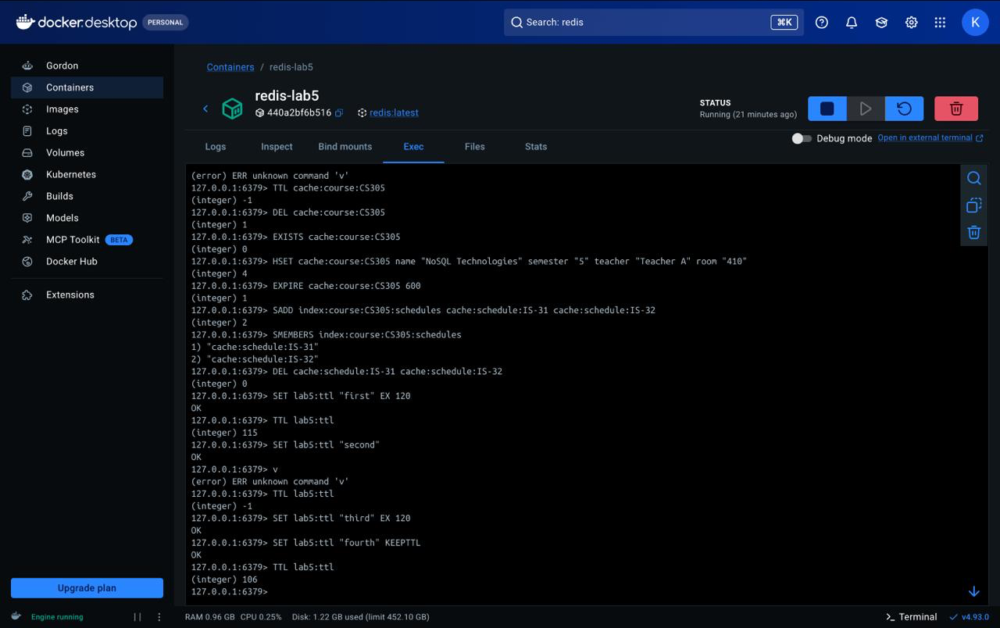 docker.desktop PERSONAL
Search: redis ⌘K
K
Gordon
Containers
Images
Logs
Volumes
Kubernetes
Builds
Models
MCP Toolkit BETA
Docker Hub
Extensions
Upgrade plan
Containers / redis-lab5
redis-lab5
440a2bf6b516 redis:latest
STATUS
Running (21 minutes ago)
Logs Inspect Bind mounts Exec Files Stats
Debug mode Open in external terminal
(error) ERR unknown command 'v'
127.0.0.1:6379> TTL cache:course:CS305
(integer) -1
127.0.0.1:6379> DEL cache:course:CS305
(integer) 1
127.0.0.1:6379> EXISTS cache:course:CS305
(integer) 0
127.0.0.1:6379> HSET cache:course:CS305 name "NoSQL Technologies" semester "5" teacher "Teacher A" room "410"
(integer) 4
127.0.0.1:6379> EXPIRE cache:course:CS305 600
(integer) 1
127.0.0.1:6379> SADD index:course:CS305:schedules cache:schedule:IS-31 cache:schedule:IS-32
(integer) 2
127.0.0.1:6379> SMEMBERS index:course:CS305:schedules
1) "cache:schedule:IS-31"
2) "cache:schedule:IS-32"
127.0.0.1:6379> DEL cache:schedule:IS-31 cache:schedule:IS-32
(integer) 0
127.0.0.1:6379> SET lab5:ttl "first" EX 120
OK
127.0.0.1:6379> TTL lab5:ttl
(integer) 115
127.0.0.1:6379> SET lab5:ttl "second"
OK
127.0.0.1:6379> v
(error) ERR unknown command 'v'
127.0.0.1:6379> TTL lab5:ttl
(integer) -1
127.0.0.1:6379> SET lab5:ttl "third" EX 120
OK
127.0.0.1:6379> SET lab5:ttl "fourth" KEEPTTL
OK
127.0.0.1:6379> TTL lab5:ttl
(integer) 106
127.0.0.1:6379>
Engine running RAM 0.96 GB CPU 0.25% Disk: 1.22 GB used (limit 452.10 GB) Terminal v4.93.0